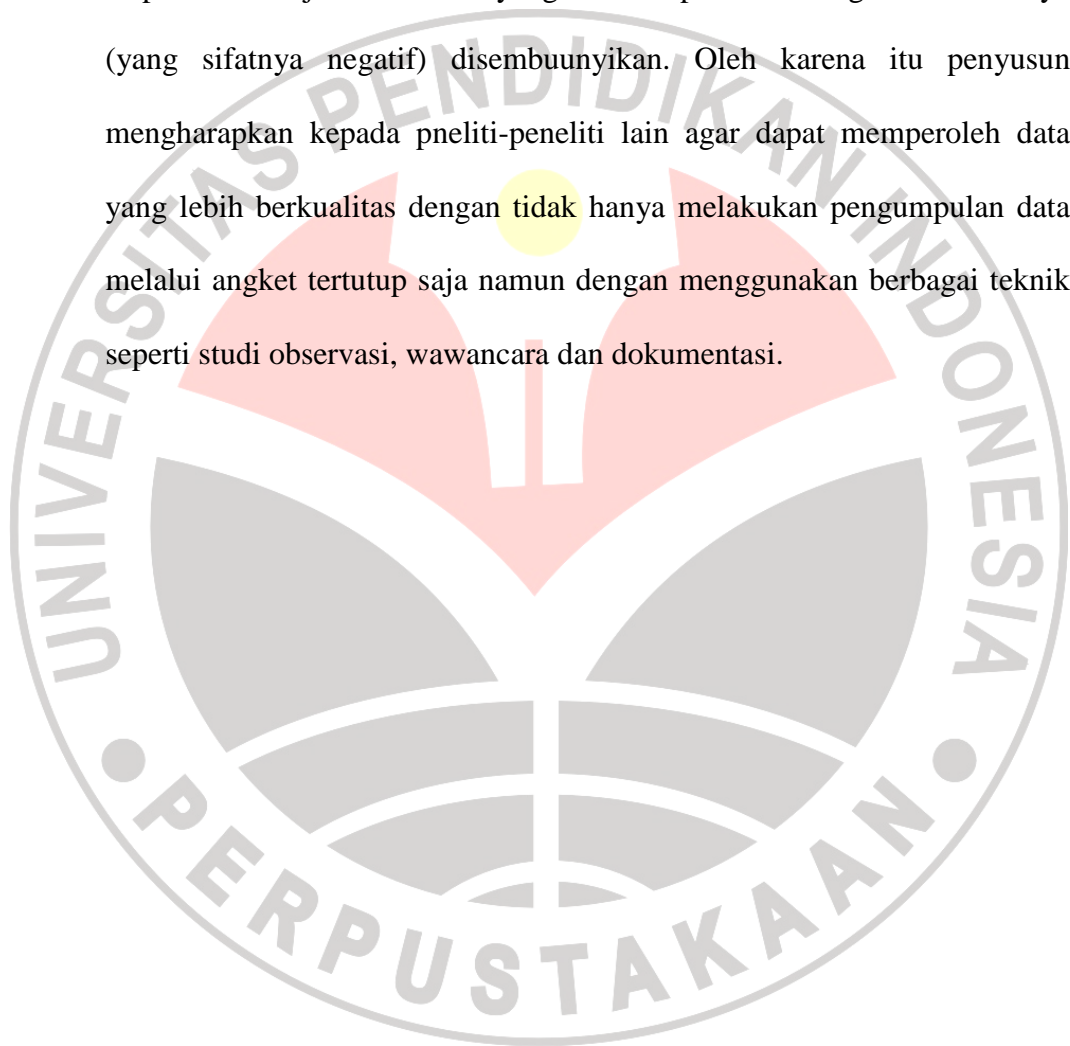 (yang sifatnya negatif) disembuunyikan. Oleh karena itu penyusun
mengharapkan kepada pneliti-peneliti lain agar dapat memperoleh data
yang lebih berkualitas dengan tidak hanya melakukan pengumpulan data
melalui angket tertutup saja namun dengan menggunakan berbagai teknik
seperti studi observasi, wawancara dan dokumentasi.
UNIVERSITAS PENDIDIKAN INDONESIA
PERPUSTAKAAN